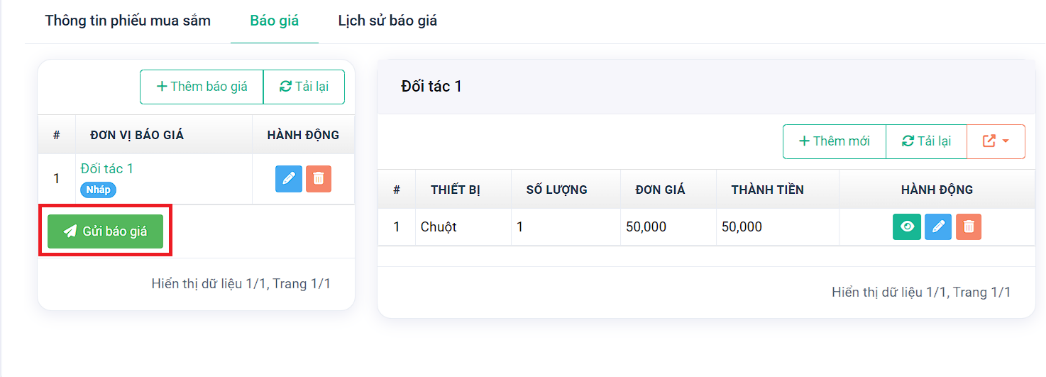 Thông tin phiếu mua sắm Báo giá Lịch sử báo giá
Thêm báo giá Tải lại
# ĐƠN VỊ BÁO GIÁ HÀNH ĐỘNG
1 Đối tác 1
Nháp
Gửi báo giá
Hiển thị dữ liệu 1/1, Trang 1/1
Đối tác 1
Thêm mới Tải lại
# THIẾT BỊ SỐ LƯỢNG ĐƠN GIÁ THÀNH TIỀN HÀNH ĐỘNG
1 Chuột 1 50,000 50,000
Hiển thị dữ liệu 1/1, Trang 1/1